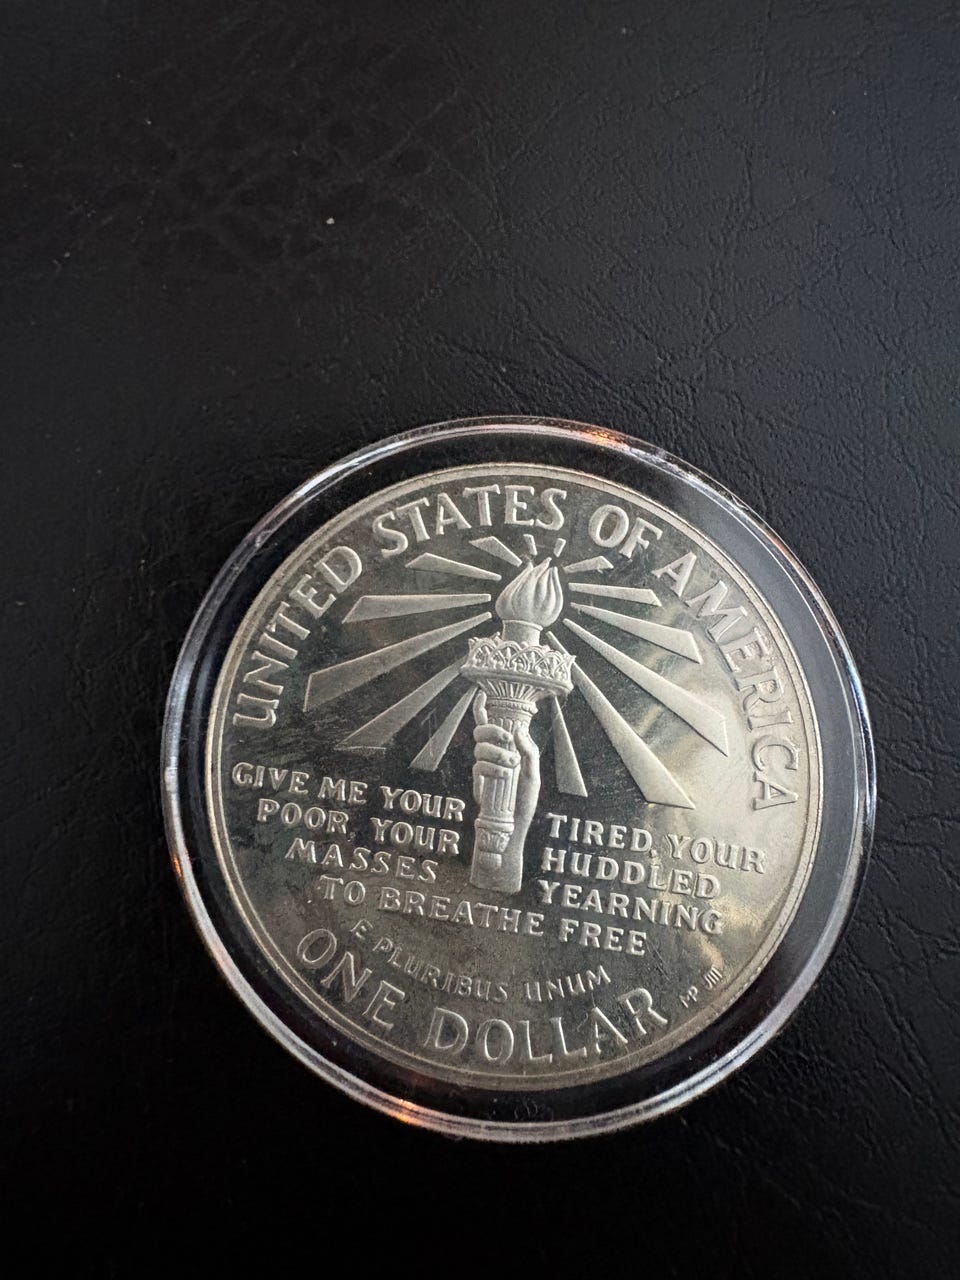 UNITED STATES OF AMERICA
GIVE ME YOUR TIRED, YOUR
POOR, YOUR HUDDLED
MASSES YEARNING
TO BREATHE FREE
E PLURIBUS UNUM
ONE DOLLAR